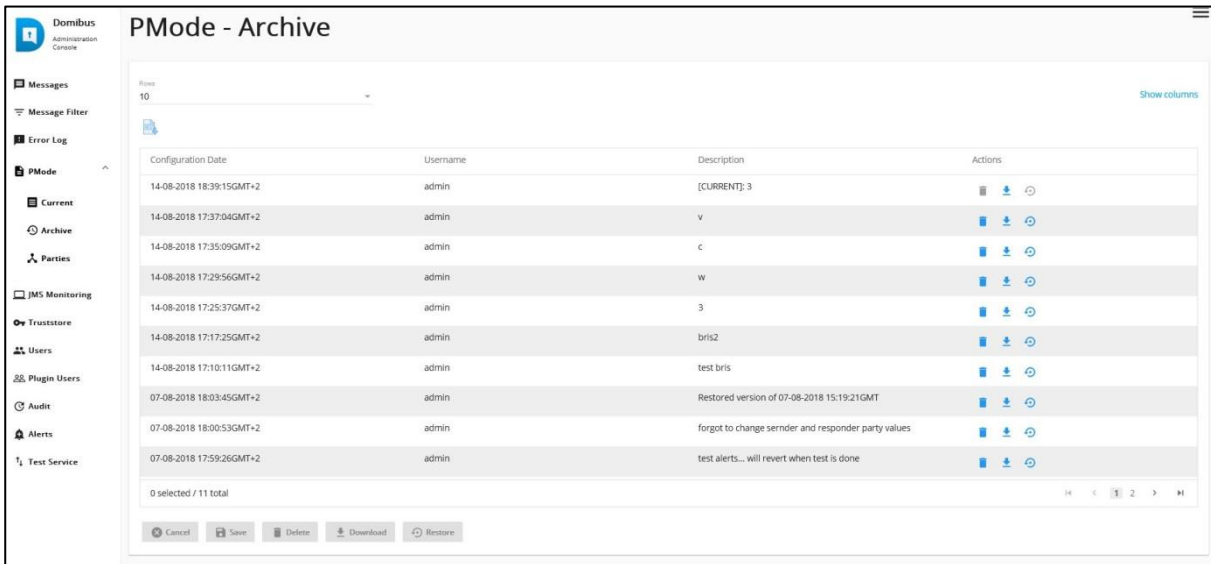 Domibus
Administration
Console
PMode - Archive
Messages
Message Filter
Error Log
PMode
Current
Archive
Parties
JMS Monitoring
Truststore
Users
Plugin Users
Audit
Alerts
Test Service
Rows
10
Show columns
Configuration Date Username Description Actions
14-08-2018 18:39:15GMT+2 admin [CURRENT]: 3
14-08-2018 17:37:04GMT+2 admin v
14-08-2018 17:35:09GMT+2 admin c
14-08-2018 17:29:56GMT+2 admin w
14-08-2018 17:25:37GMT+2 admin 3
14-08-2018 17:17:25GMT+2 admin bris2
14-08-2018 17:10:11GMT+2 admin test bris
07-08-2018 18:03:45GMT+2 admin Restored version of 07-08-2018 15:19:21GMT
07-08-2018 18:00:53GMT+2 admin forgot to change sernder and responder party values
07-08-2018 17:59:26GMT+2 admin test alerts... will revert when test is done
0 selected / 11 total 1 2
Cancel Save Delete Download Restore